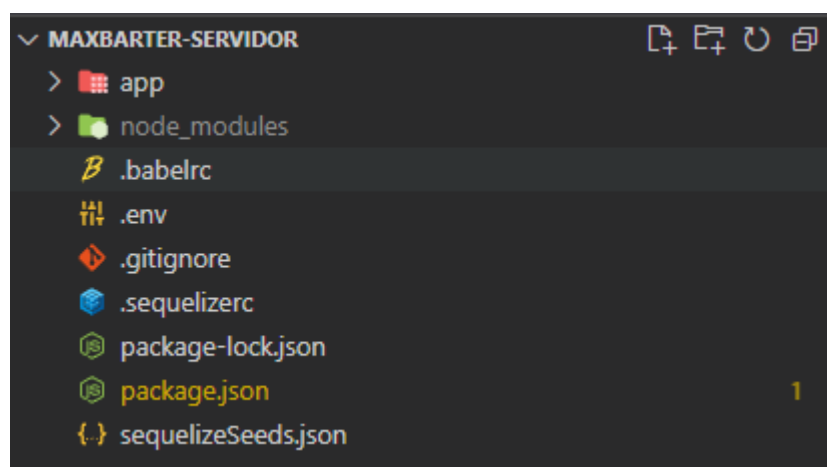 MAXBARTER-SERVIDOR
app
node_modules
.babelrc
.env
.gitignore
.sequelizerc
package-lock.json
package.json 1
sequelizeSeeds.json